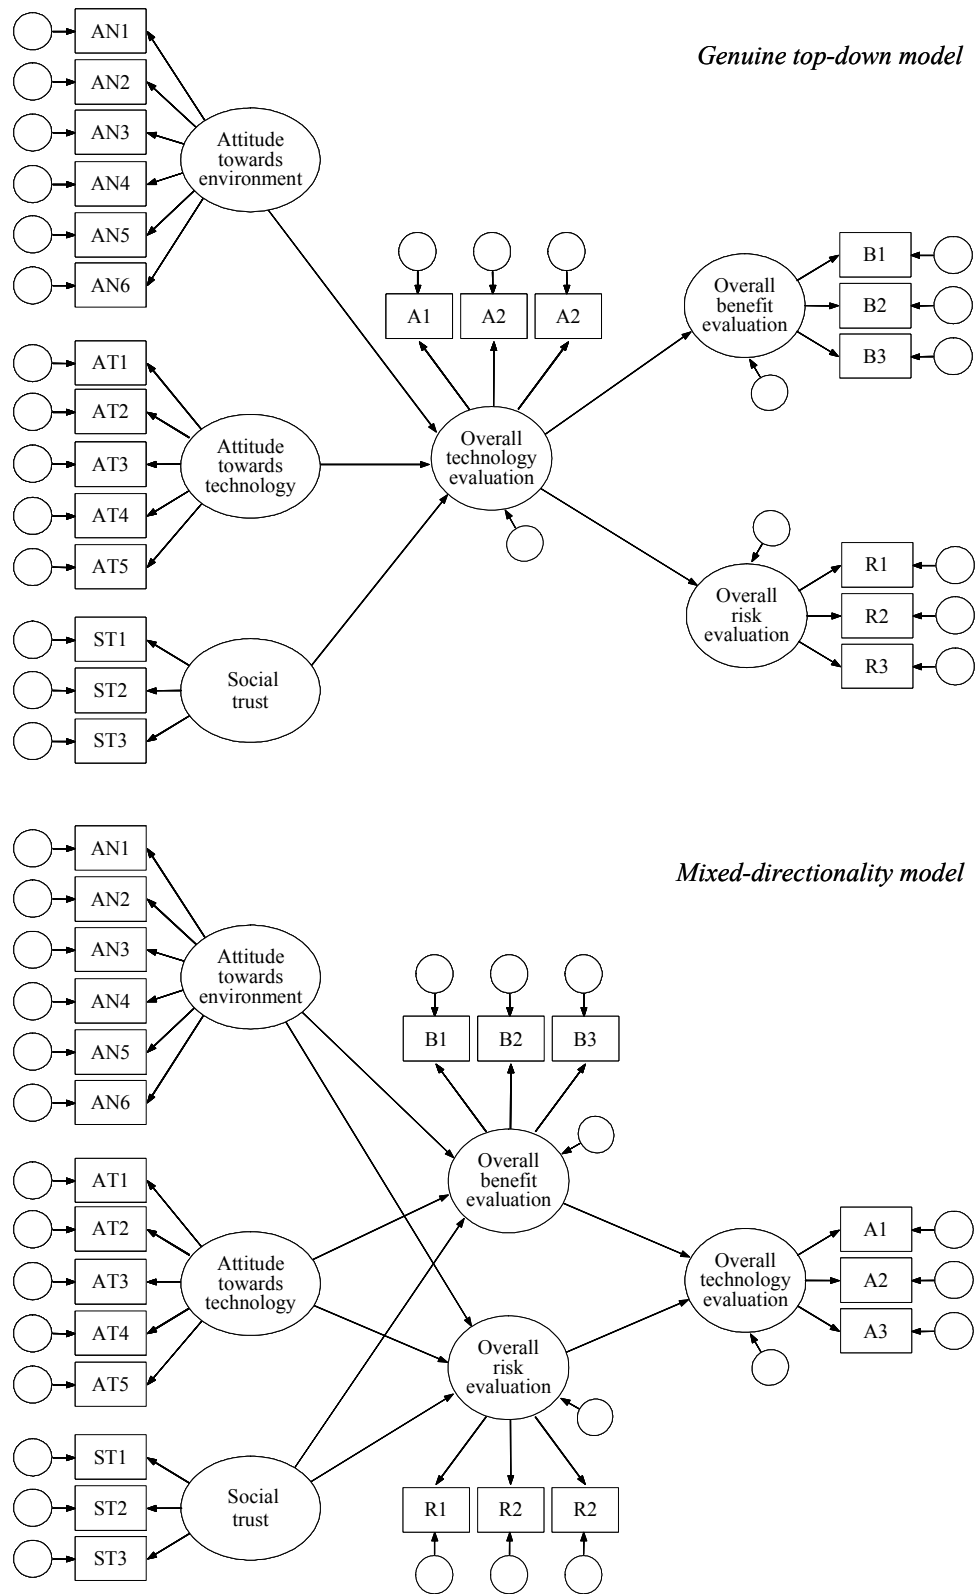 Genuine top-down model
AN1
AN2
AN3
AN4
AN5
AN6
Attitude
towards
environment
AT1
AT2
AT3
AT4
AT5
Attitude
towards
technology
ST1
ST2
ST3
Social
trust
A1
A2
A2
Overall
technology
evaluation
Overall
benefit
evaluation
B1
B2
B3
Overall
risk
evaluation
R1
R2
R3
Mixed-directionality model
AN1
AN2
AN3
AN4
AN5
AN6
Attitude
towards
environment
AT1
AT2
AT3
AT4
AT5
Attitude
towards
technology
ST1
ST2
ST3
Social
trust
B1
B2
B3
Overall
benefit
evaluation
Overall
risk
evaluation
R1
R2
R2
Overall
technology
evaluation
A1
A2
A3